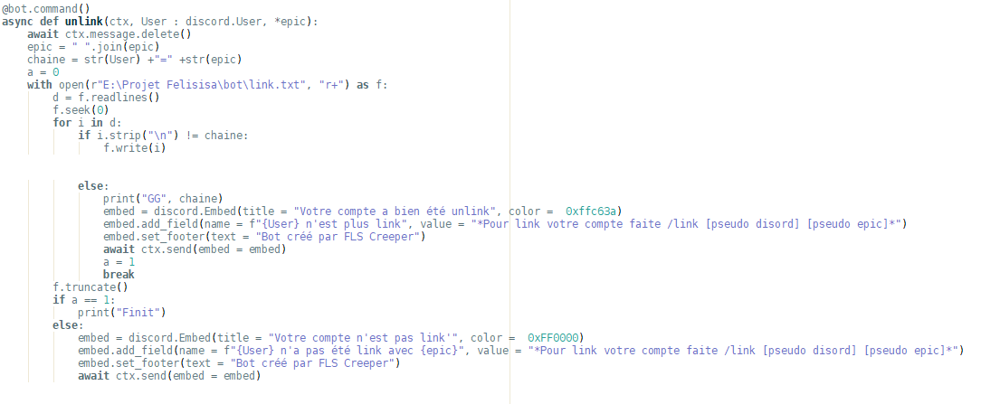 @bot.command()
async def unlink(ctx, User : discord.User, *epic):
    await ctx.message.delete()
    epic = " ".join(epic)
    chaine = str(User) +"=" +str(epic)
    a = 0
    with open(r"E:\Projet Felisisa\bot\link.txt", "r+") as f:
        d = f.readlines()
        f.seek(0)
        for i in d:
            if i.strip("\n") != chaine:
                f.write(i)
            else:
                print("GG", chaine)
                embed = discord.Embed(title = "Votre compte a bien été unlink", color =  0xffc63a)
                embed.add_field(name = f"{User} n'est plus link", value = "*Pour link votre compte faite /link [pseudo disord] [pseudo epic]*")
                embed.set_footer(text = "Bot créé par FLS Creeper")
                await ctx.send(embed = embed)
                a = 1
                break
        f.truncate()
        if a == 1:
            print("Finit")
        else:
            embed = discord.Embed(title = "Votre compte n'est pas link'", color =  0xFF0000)
            embed.add_field(name = f"{User} n'a pas été link avec {epic}", value = "*Pour link votre compte faite /link [pseudo disord] [pseudo epic]*")
            embed.set_footer(text = "Bot créé par FLS Creeper")
            await ctx.send(embed = embed)